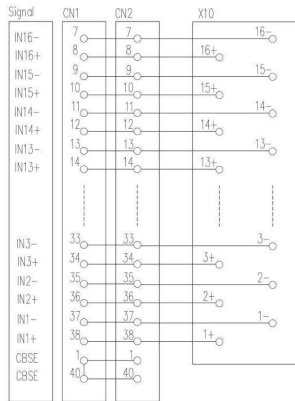 Signal CN1 CN2 X10
IN16- 7 7 16-
IN16+ 8 8 16+
IN15- 9 9 15-
IN15+ 10 10 15+
IN14- 11 11 14-
IN14+ 12 12 14+
IN13- 13 13 13-
IN13+ 14 14 13+
IN3- 33 33 3-
IN3+ 34 34 3+
IN2- 35 35 2-
IN2+ 36 36 2+
IN1- 37 37 1-
IN1+ 38 38 1+
CBSE 1 1
CBSE 40 40